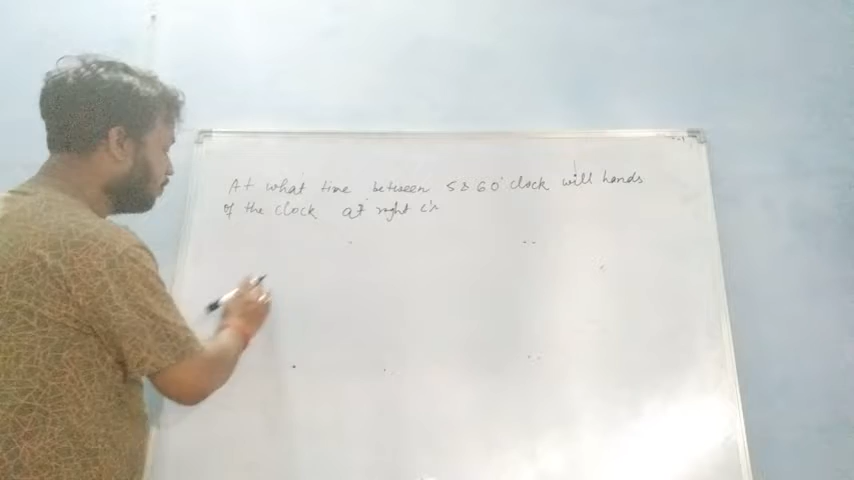 At what time between 5 & 6 O'clock will hands
of the clock at right